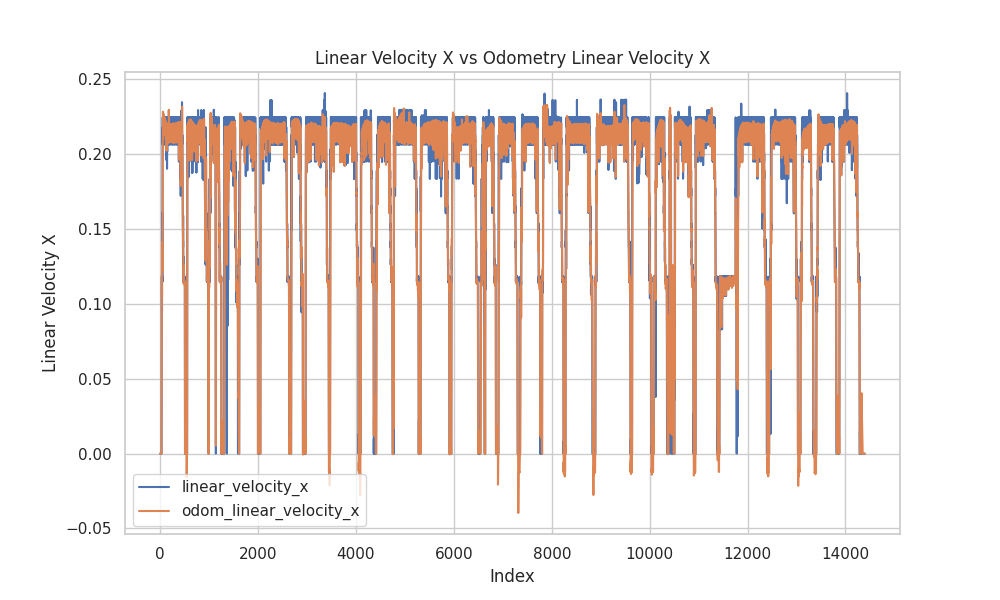 Linear Velocity X vs Odometry Linear Velocity X
0.25
0.20
0.15
0.10
0.05
0.00
−0.05
Linear Velocity X
linear_velocity_x
odom_linear_velocity_x
0 2000 4000 6000 8000 10000 12000 14000
Index